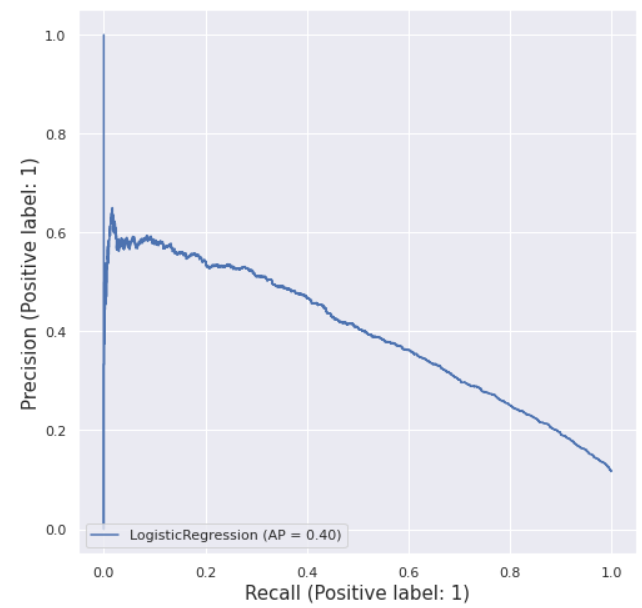 Precision (Positive label: 1)
1.0
0.8
0.6
0.4
0.2
0.0
LogisticRegression (AP = 0.40)
0.0 0.2 0.4 0.6 0.8 1.0
Recall (Positive label: 1)